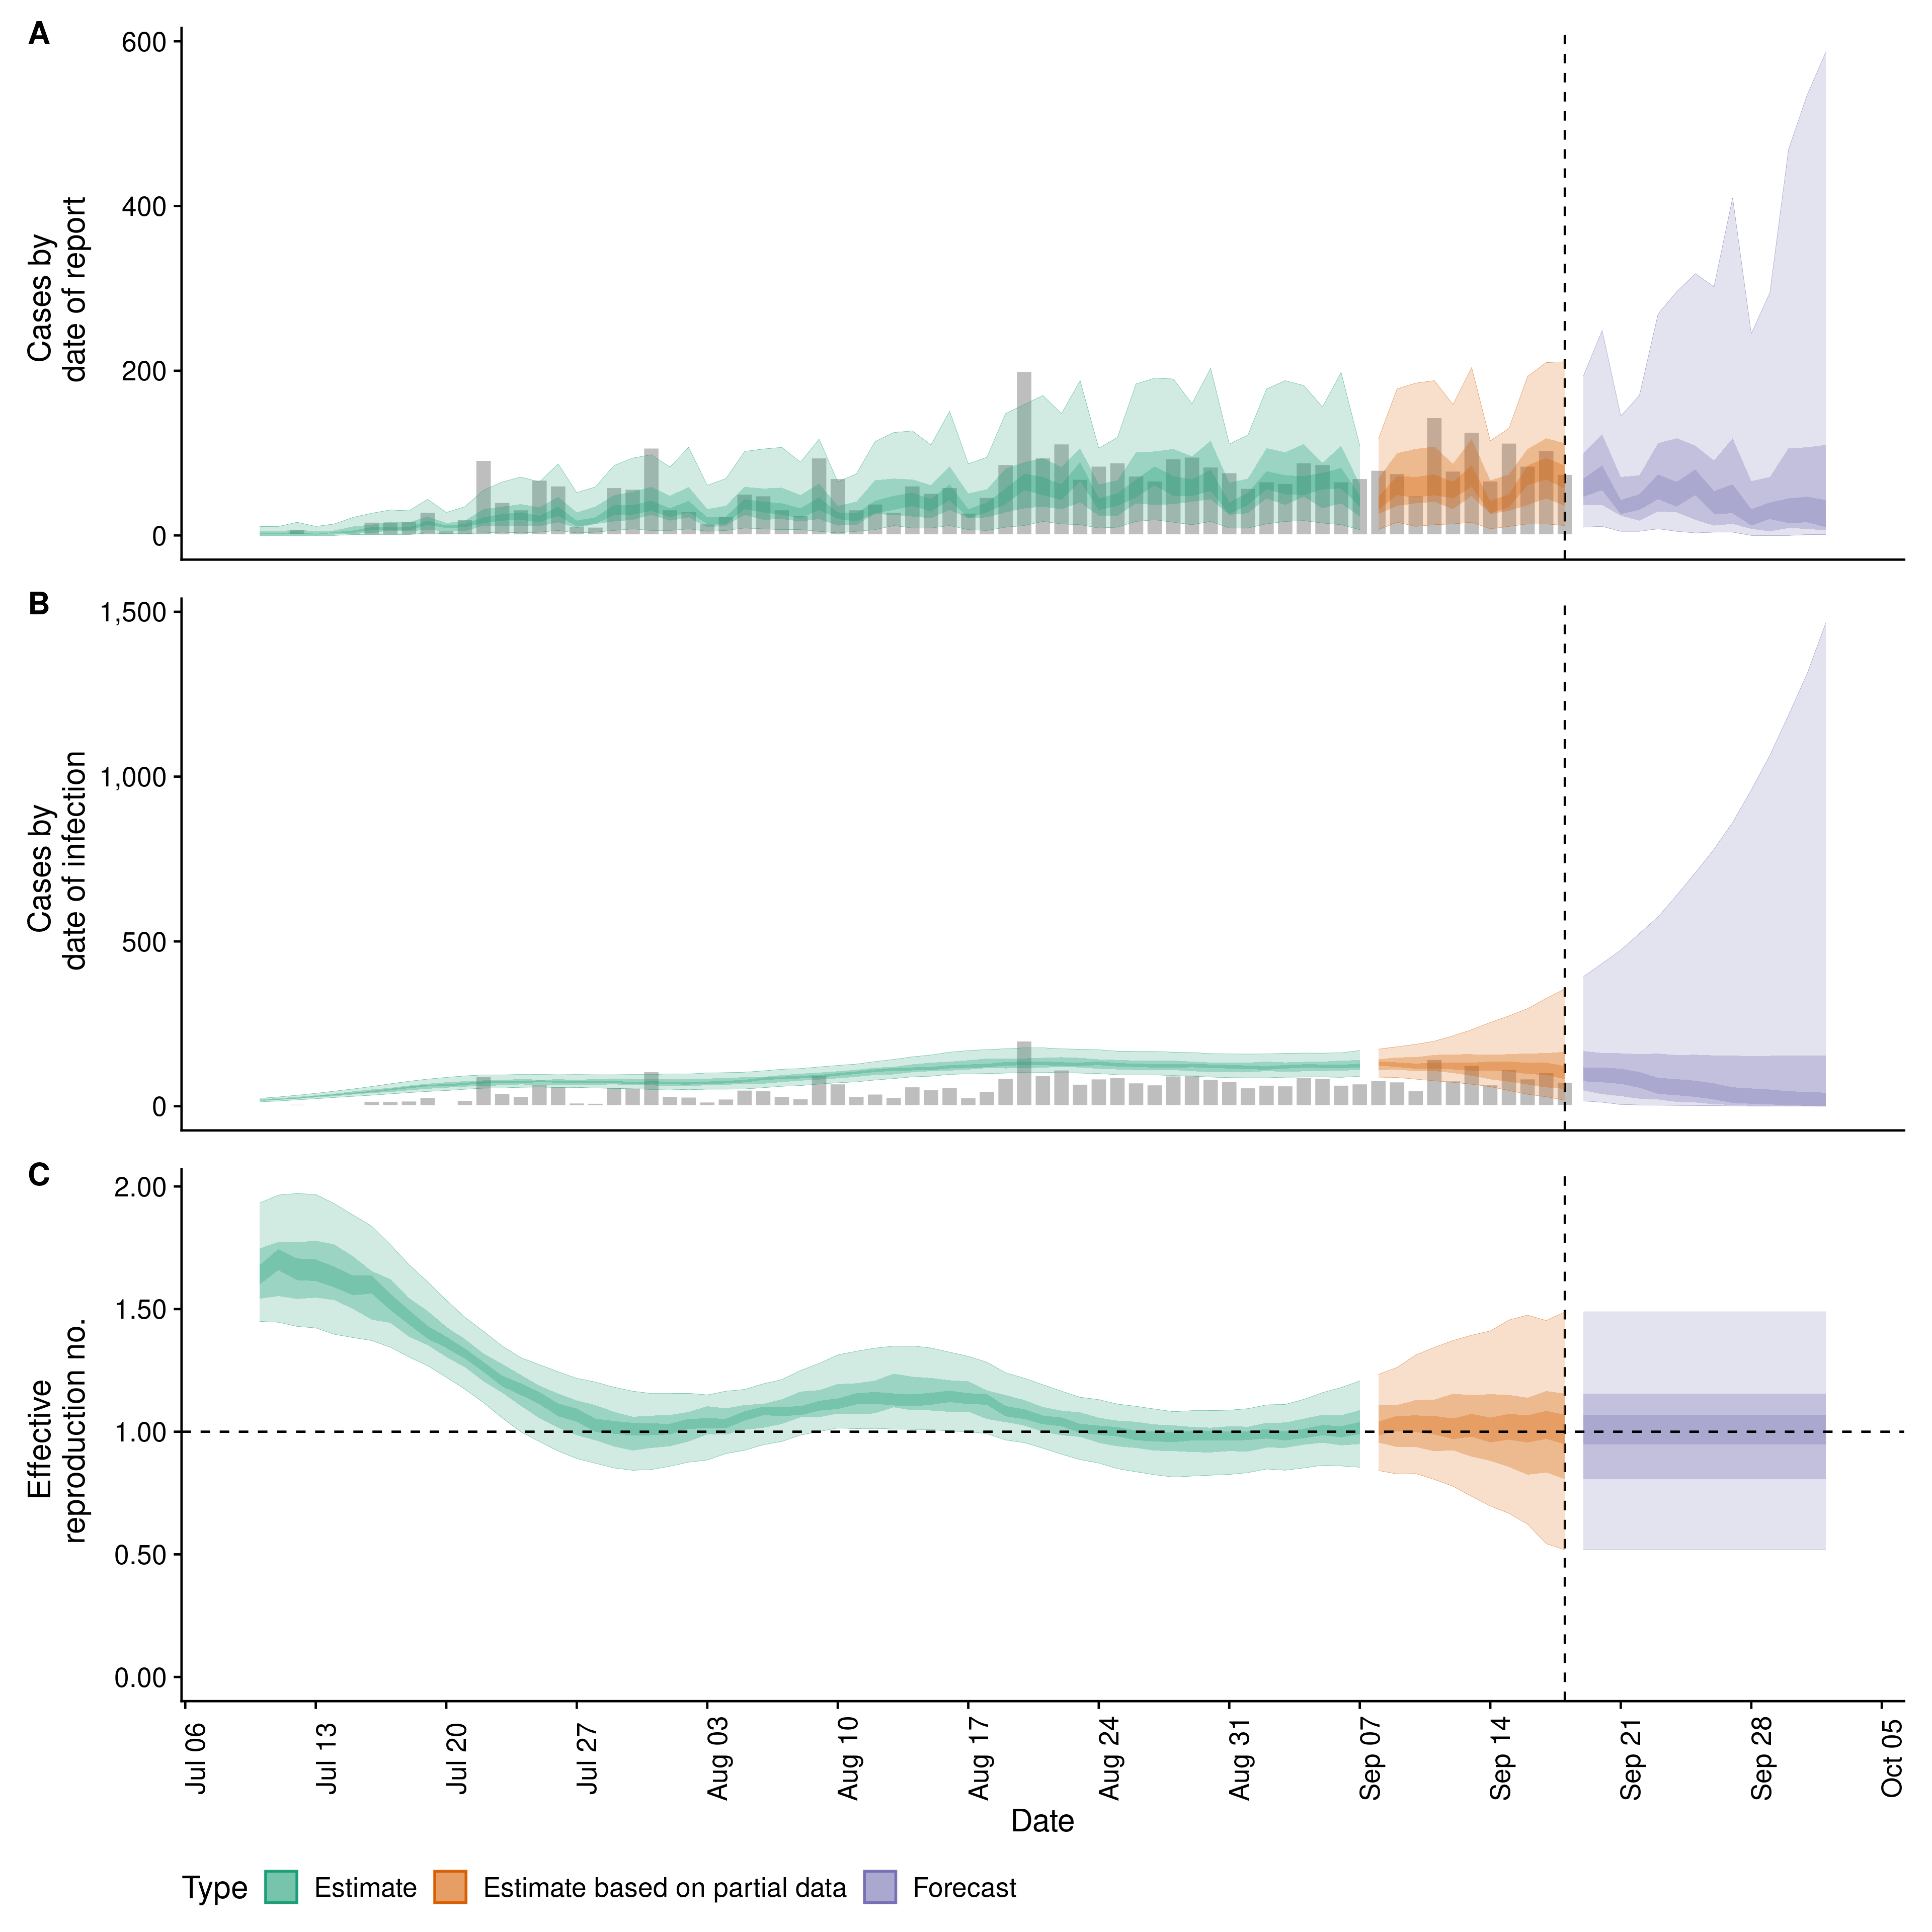 A
600
400
200
0
Cases by
date of report
B
1,500
1,000
500
0
Cases by
date of infection
C
2.00
1.50
1.00
0.50
0.00
Effective
reproduction no.
Jul 06
Jul 13
Jul 20
Jul 27
Aug 03
Aug 10
Aug 17
Aug 24
Aug 31
Sep 07
Sep 14
Sep 21
Sep 28
Oct 05
Date
Type Estimate Estimate based on partial data Forecast